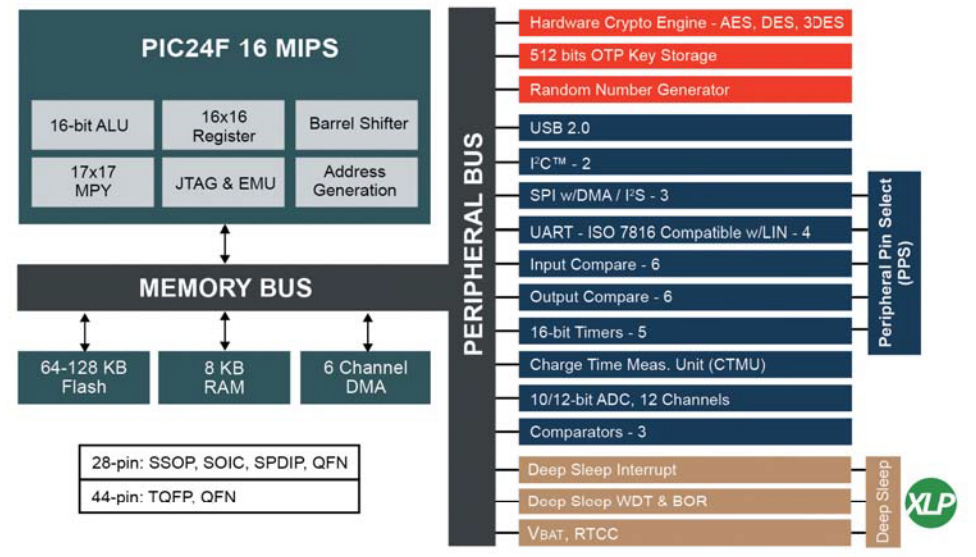 PIC24F 16 MIPS
16-bit ALU
16x16
Register
Barrel Shifter
17x17
MPY
JTAG & EMU
Address
Generation
MEMORY BUS
64-128 KB
Flash
8 KB
RAM
6 Channel
DMA
28-pin: SSOP, SOIC, SPDIP, QFN
44-pin: TQFP, QFN
PERIPHERAL BUS
Hardware Crypto Engine - AES, DES, 3DES
512 bits OTP Key Storage
Random Number Generator
USB 2.0
I²C™ - 2
SPI w/DMA / I²S - 3
UART - ISO 7816 Compatible w/LIN - 4
Input Compare - 6
Output Compare - 6
16-bit Timers - 5
Charge Time Meas. Unit (CTMU)
10/12-bit ADC, 12 Channels
Comparators - 3
Deep Sleep Interrupt
Deep Sleep WDT & BOR
VBAT, RTCC
Peripheral Pin Select
(PPS)
Deep Sleep
XLP